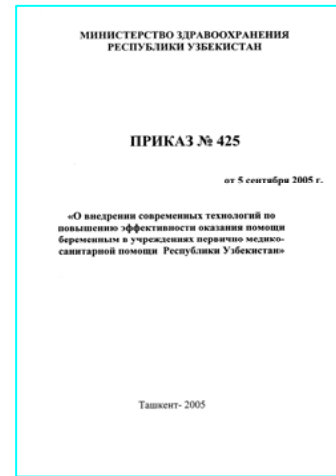 МИНИСТЕРСТВО ЗДРАВООХРАНЕНИЯ
РЕСПУБЛИКИ УЗБЕКИСТАН
ПРИКАЗ № 425
от 5 сентября 2005 г.
«О внедрении современных технологий по
повышению эффективности оказания помощи
беременным в учреждениях первично медико-
санитарной помощи Республики Узбекистан»
Ташкент- 2005